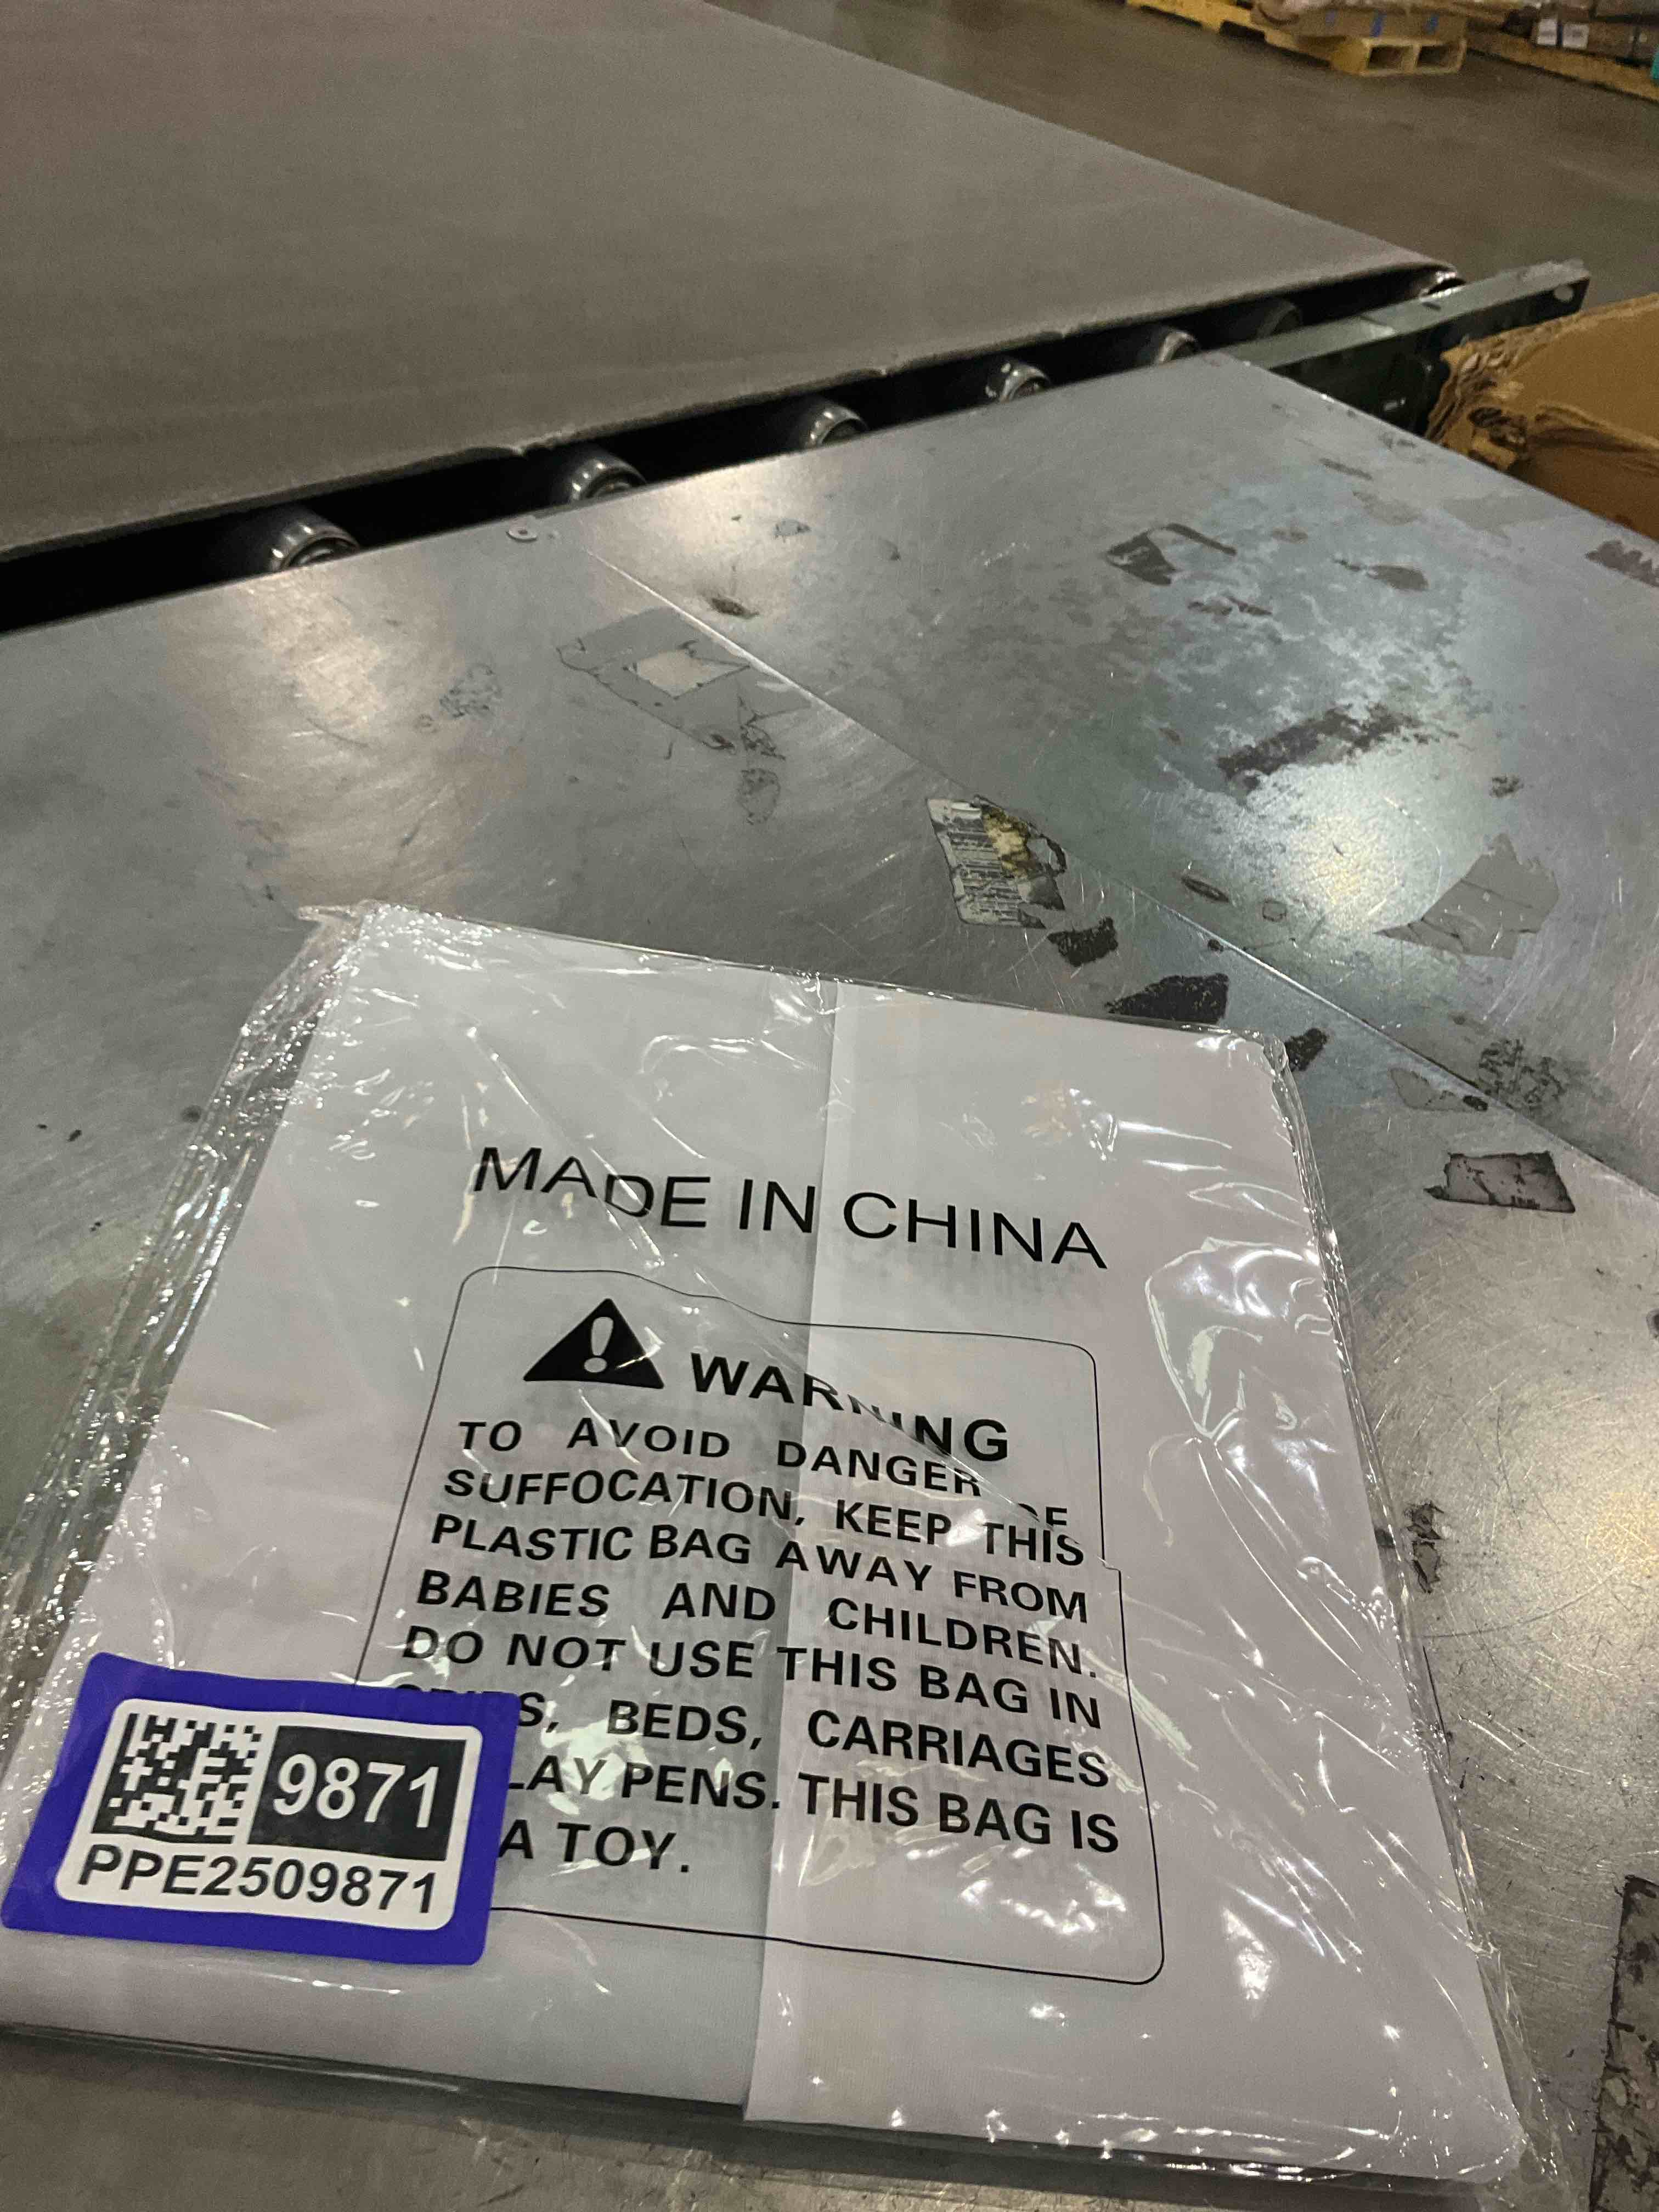 MADE IN CHINA
WARNING
TO AVOID DANGER OF
SUFFOCATION, KEEP THIS
PLASTIC BAG AWAY FROM
BABIES AND CHILDREN.
DO NOT USE THIS BAG IN
BEDS, CARRIAGES
PENS. THIS BAG IS
A TOY.
9871
PPE2509871